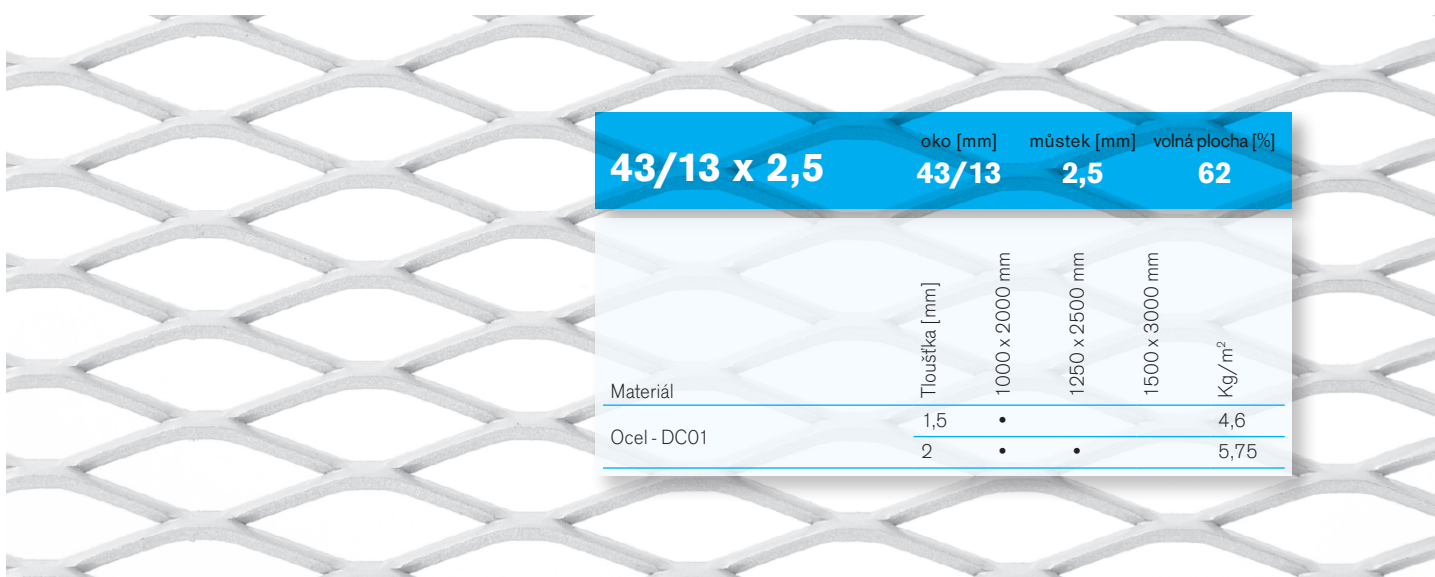 43/13 x 2,5
oko [mm] můstek [mm] volná plocha [%]
43/13 2,5 62
Materiál Tloušťka [mm] 1000 x 2000 mm 1250 x 2500 mm 1500 x 3000 mm Kg/m²
Ocel - DC01
1,5 • 4,6
2 • • 5,75